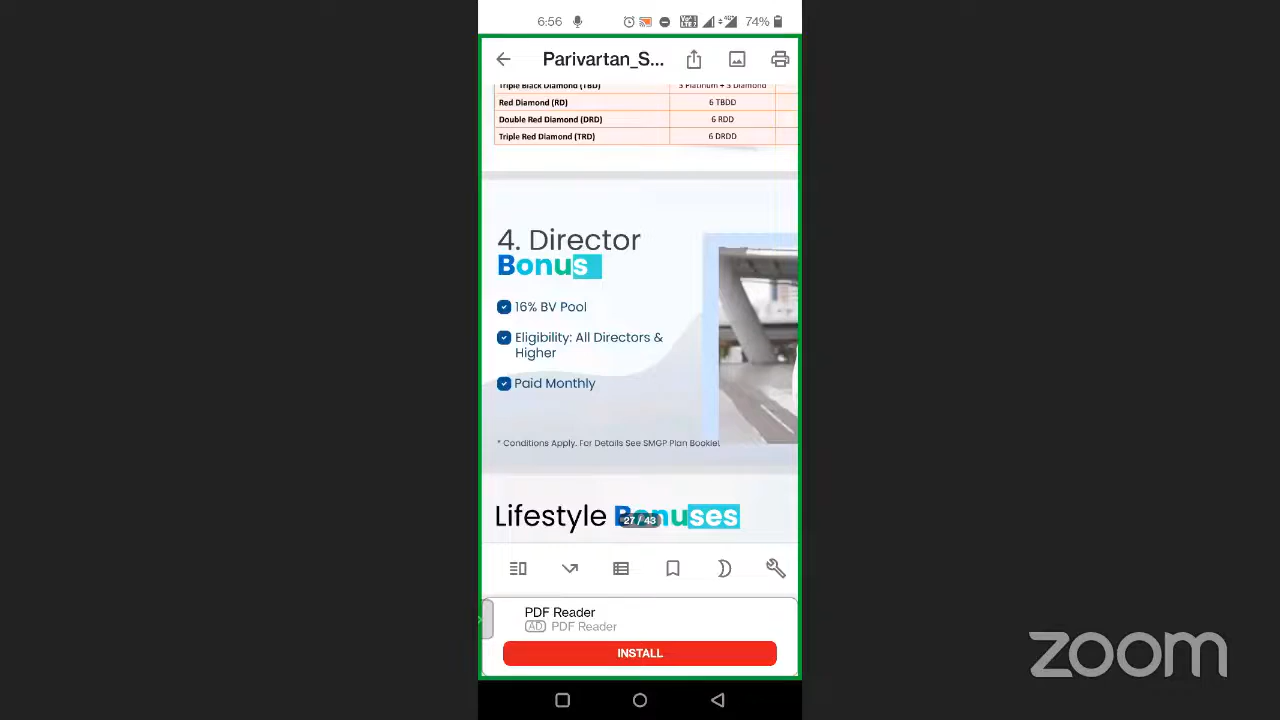 6:56 74%
Parivartan_S...
Triple Black Diamond (TBD) 3 Platinum + 3 Diamond
Red Diamond (RD) 6 TBDD
Double Red Diamond (DRD) 6 RDD
Triple Red Diamond (TRD) 6 DRDD
4. Director
Bonus
16% BV Pool
Eligibility: All Directors &
Higher
Paid Monthly
* Conditions Apply. For Details See SMGP Plan Booklet
Lifestyle Bonuses
27 / 43
PDF Reader
AD PDF Reader
INSTALL
zoom